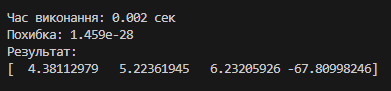 Час виконання: 0.002 сек
Похибка: 1.459e-28
Результат:
[  4.38112979   5.22361945   6.23205926 -67.80998246]